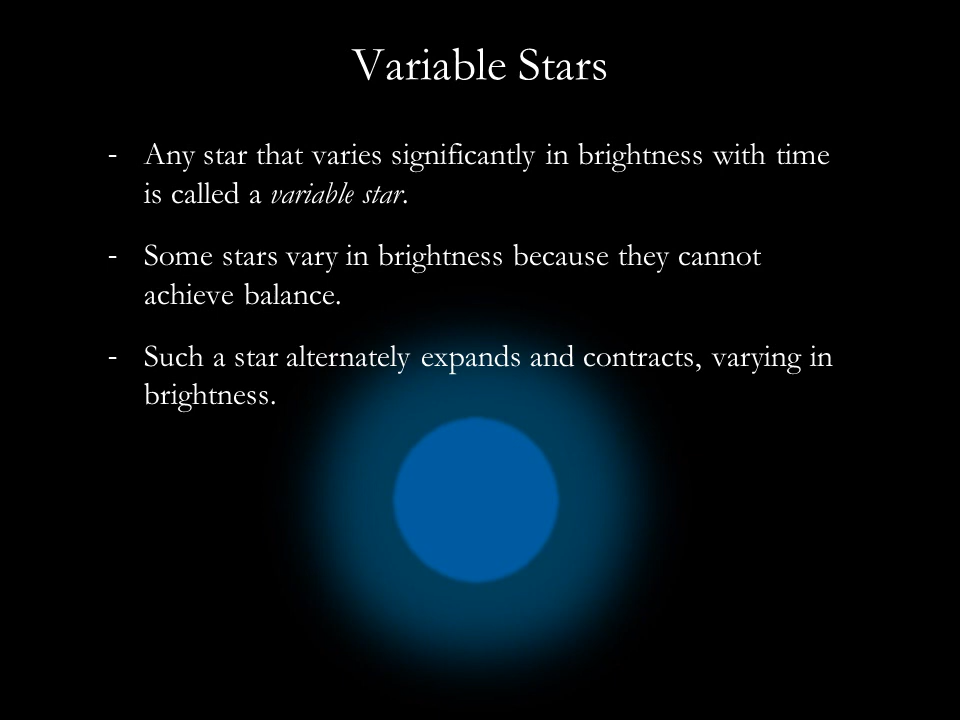 Variable Stars
- Any star that varies significantly in brightness with time
is called a variable star.
- Some stars vary in brightness because they cannot
achieve balance.
- Such a star alternately expands and contracts, varying in
brightness.